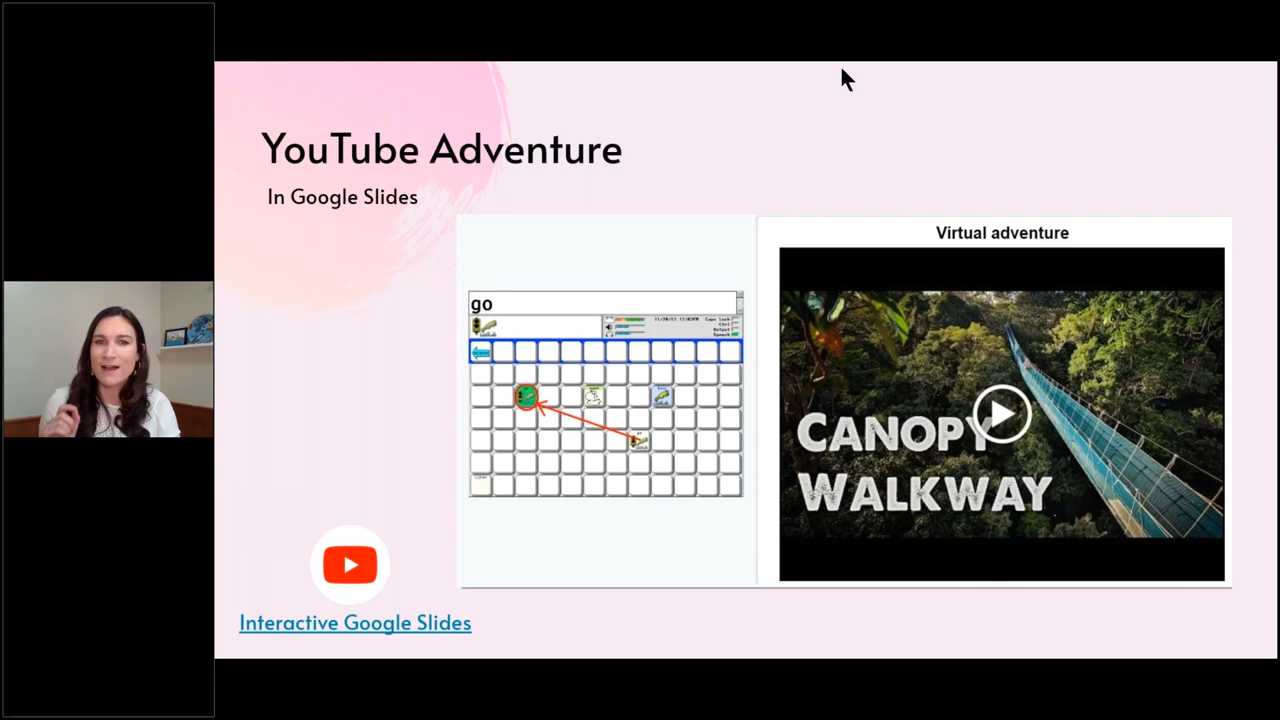 YouTube Adventure
In Google Slides
go
Virtual adventure
CANOPY
WALKWAY
Interactive Google Slides